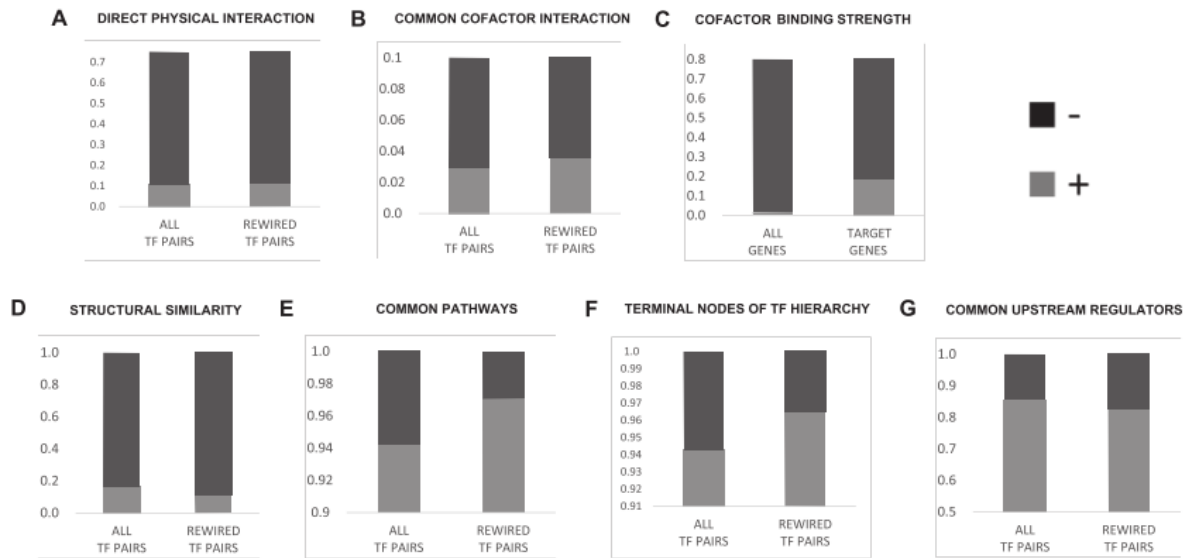 A DIRECT PHYSICAL INTERACTION
0.7
0.6
0.5
0.4
0.3
0.2
0.1
0.0
ALL
TF PAIRS
REWIRED
TF PAIRS
B COMMON COFACTOR INTERACTION
0.1
0.08
0.06
0.04
0.02
0.0
ALL
TF PAIRS
REWIRED
TF PAIRS
C COFACTOR BINDING STRENGTH
0.8
0.7
0.6
0.5
0.4
0.3
0.2
0.1
0.0
ALL
GENES
TARGET
GENES
-
+
D STRUCTURAL SIMILARITY
1.0
0.8
0.6
0.4
0.2
0.0
ALL
TF PAIRS
REWIRED
TF PAIRS
E COMMON PATHWAYS
1.0
0.98
0.96
0.94
0.92
0.9
ALL
TF PAIRS
REWIRED
TF PAIRS
F TERMINAL NODES OF TF HIERARCHY
1.0
0.99
0.98
0.97
0.96
0.95
0.94
0.93
0.92
0.91
ALL
TF PAIRS
REWIRED
TF PAIRS
G COMMON UPSTREAM REGULATORS
1.0
0.9
0.8
0.7
0.6
0.5
ALL
TF PAIRS
REWIRED
TF PAIRS